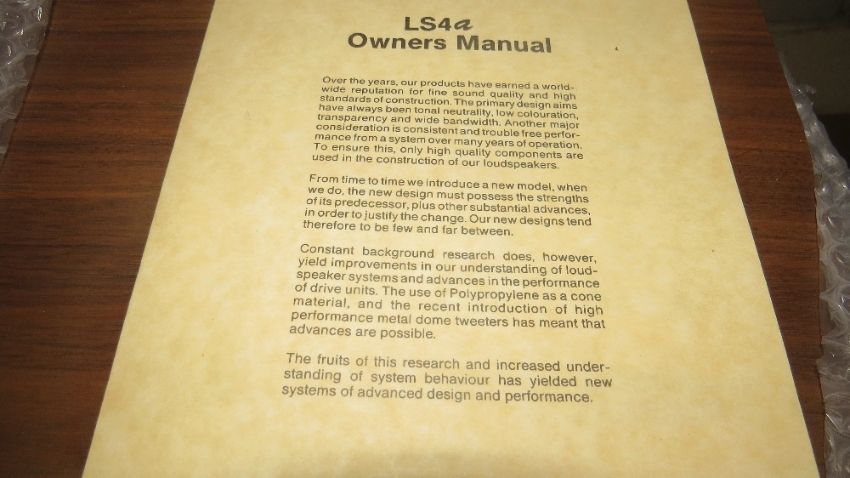 LS4a
Owners Manual
Over the years, our products have earned a world-
wide reputation for fine sound quality and high
standards of construction. The primary design aims
have always been tonal neutrality, low colouration,
transparency and wide bandwidth. Another major
consideration is consistent and trouble free perfor-
mance from a system over many years of operation.
To ensure this, only high quality components are
used in the construction of our loudspeakers.
From time to time we introduce a new model, when
we do, the new design must possess the strengths
of its predecessor, plus other substantial advances,
in order to justify the change. Our new designs tend
therefore to be few and far between.
Constant background research does, however,
yield improvements in our understanding of loud-
speaker systems and advances in the performance
of drive units. The use of Polypropylene as a cone
material, and the recent introduction of high
performance metal dome tweeters has meant that
advances are possible.
The fruits of this research and increased under-
standing of system behaviour has yielded new
systems of advanced design and performance.